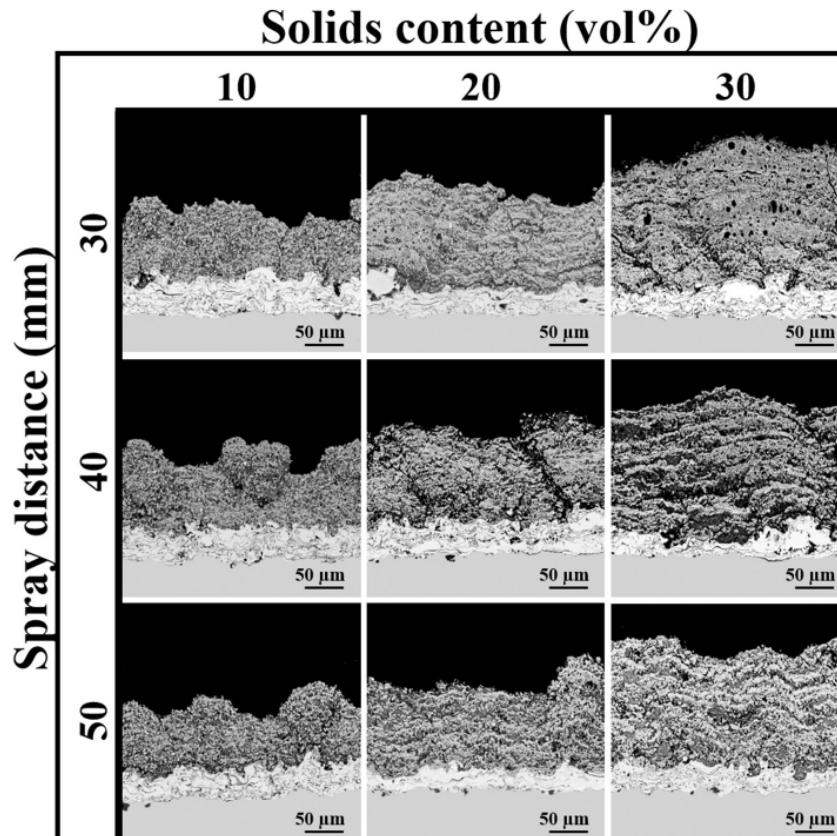 Solids content (vol%)
10 20 30
Spray distance (mm)
30
50 µm 50 µm 50 µm
40
50 µm 50 µm 50 µm
50
50 µm 50 µm 50 µm